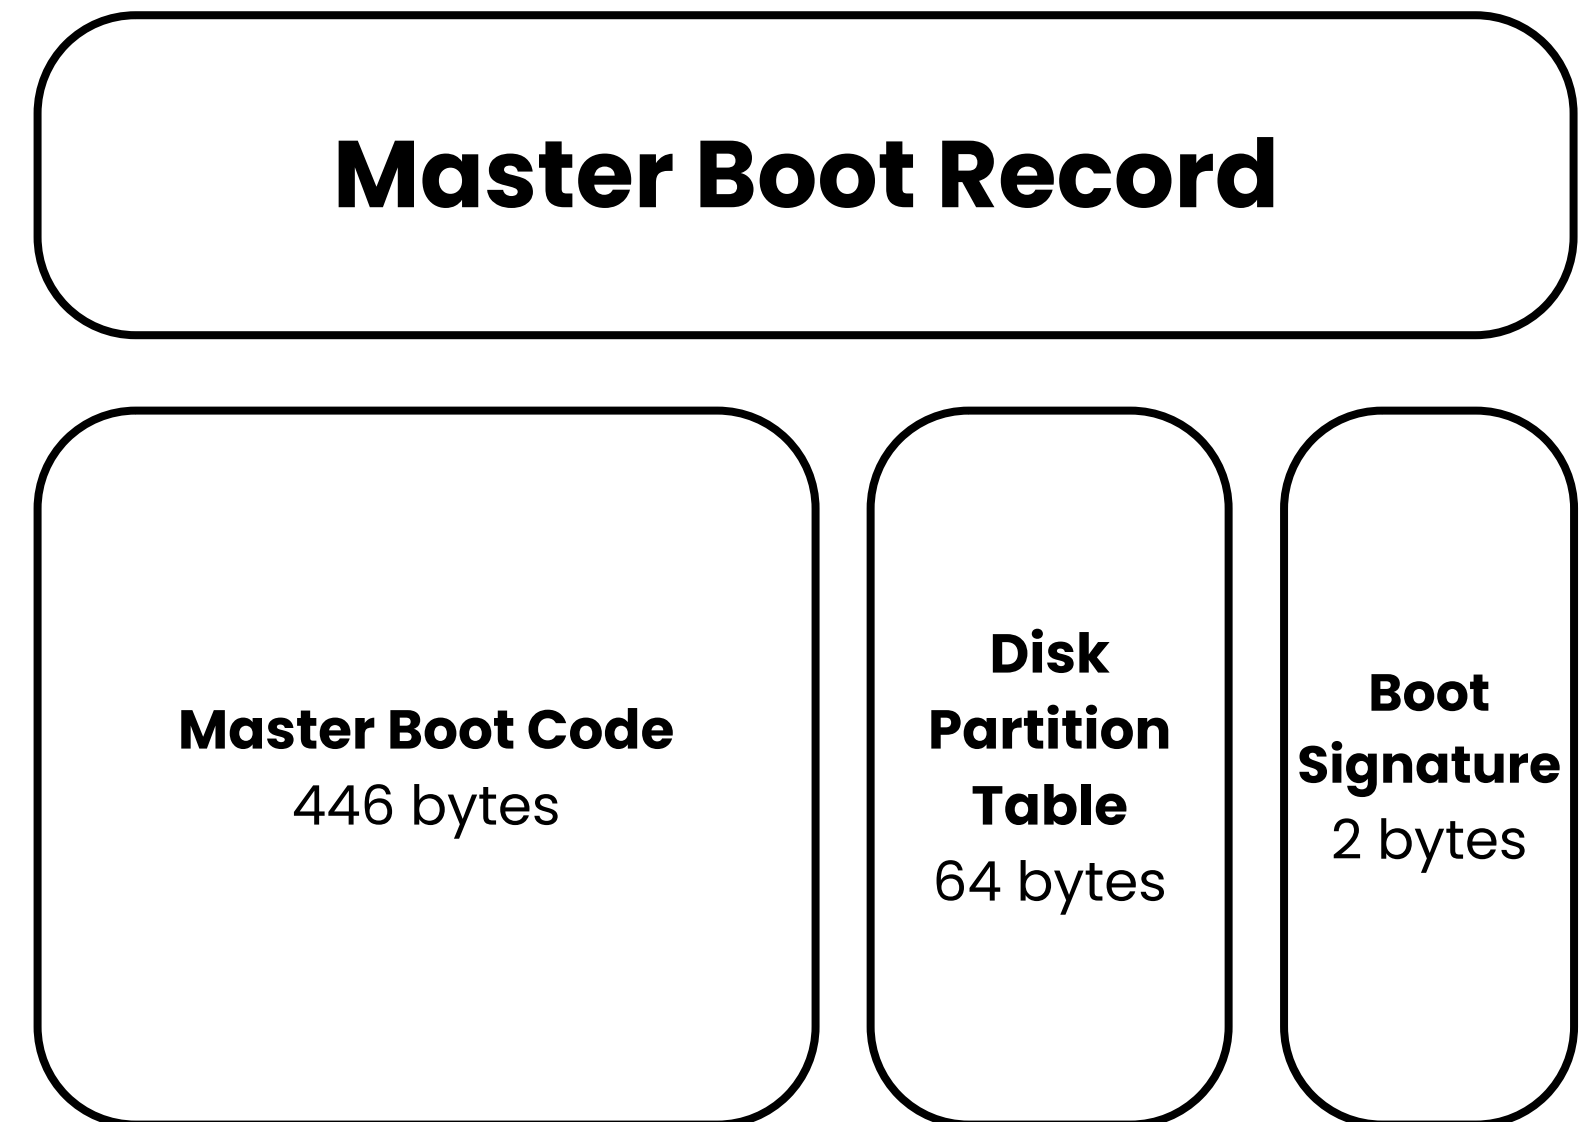 Master Boot Record
Master Boot Code
446 bytes
Disk
Partition
Table
64 bytes
Boot
Signature
2 bytes